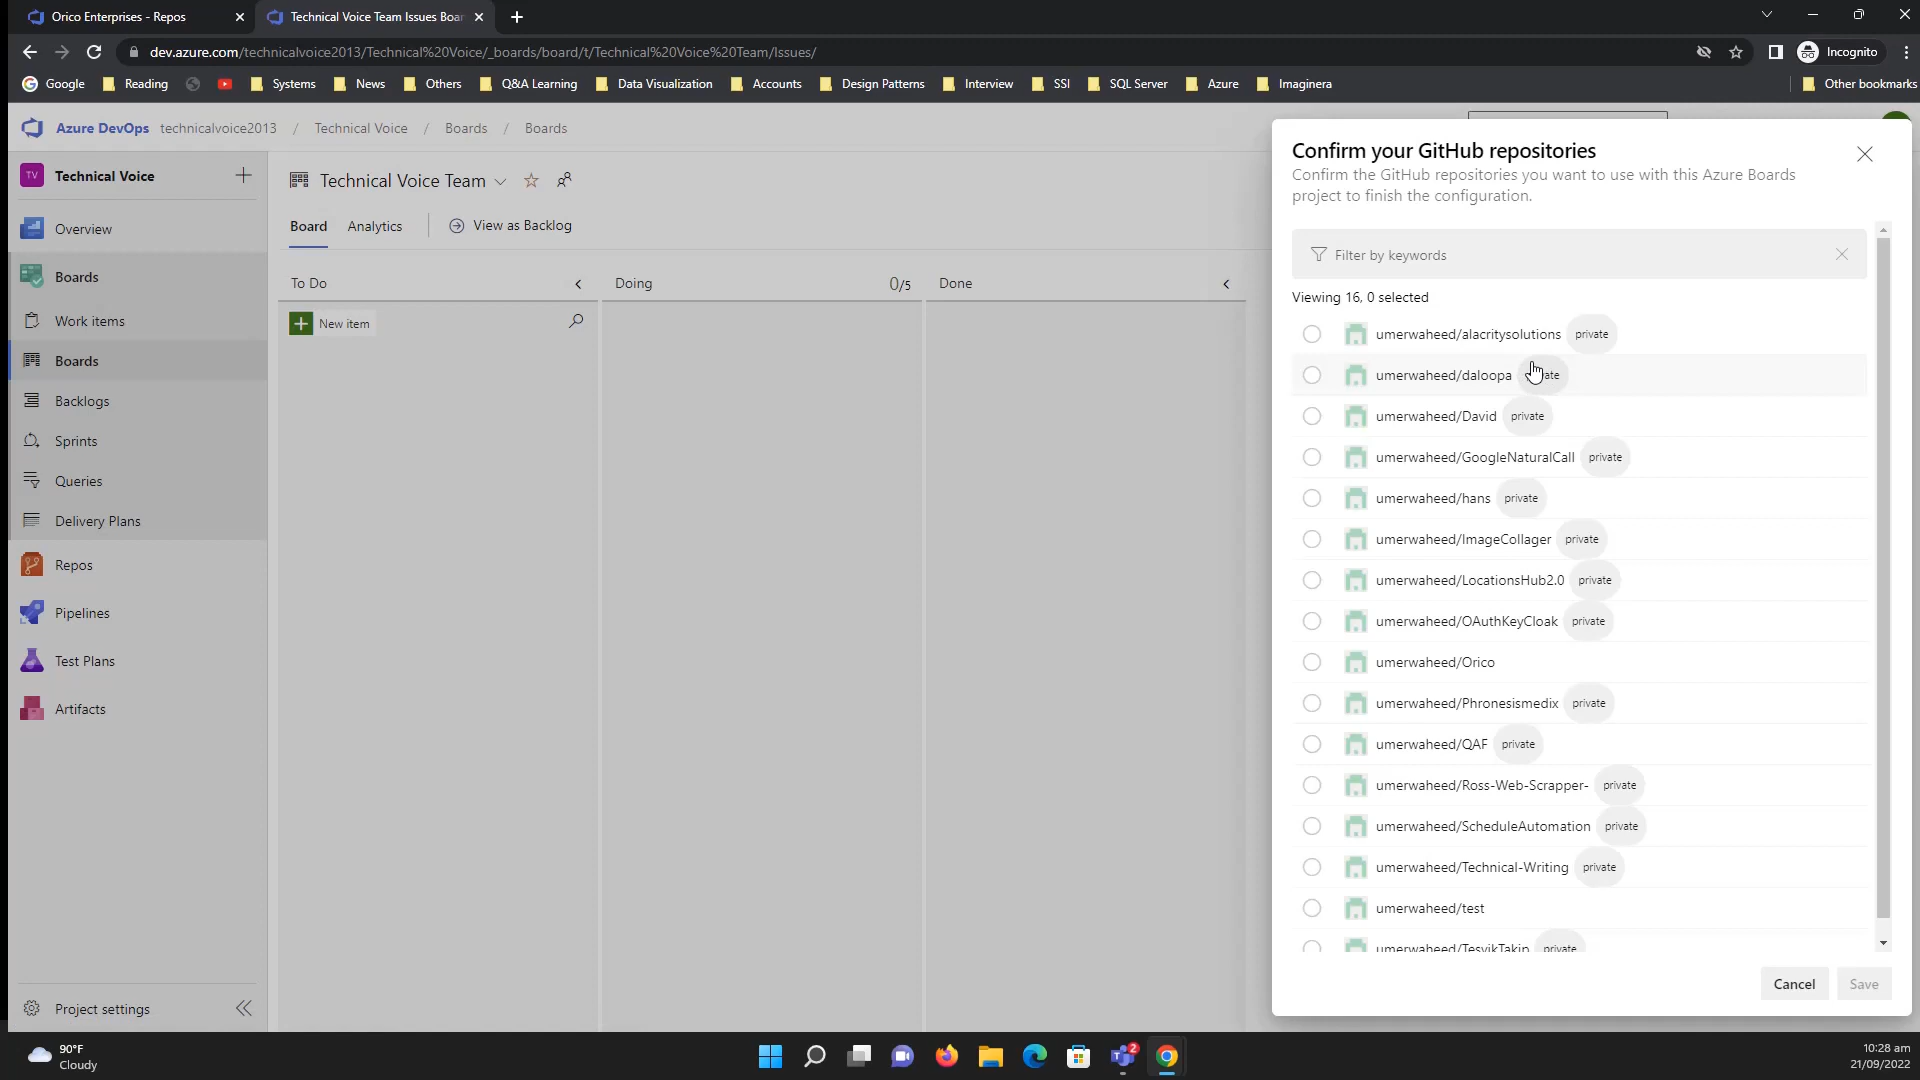 Orico Enterprises - Repos
Technical Voice Team Issues Boar
dev.azure.com/technicalvoice2013/Technical%20Voice/_boards/board/t/Technical%20Voice%20Team/Issues/
Incognito
Google
Reading
Systems
News
Others
Q&A Learning
Data Visualization
Accounts
Design Patterns
Interview
SSI
SQL Server
Azure
Imaginera
Other bookmarks
Azure DevOps technicalvoice2013 / Technical Voice / Boards / Boards
TV Technical Voice
Overview
Boards
Work items
Boards
Backlogs
Sprints
Queries
Delivery Plans
Repos
Pipelines
Test Plans
Artifacts
Project settings
Technical Voice Team
Board
Analytics
View as Backlog
To Do
Doing
0/5
Done
New item
Confirm your GitHub repositories
Confirm the GitHub repositories you want to use with this Azure Boards
project to finish the configuration.
Filter by keywords
Viewing 16, 0 selected
umerwaheed/alacritysolutions private
umerwaheed/daloopa
umerwaheed/David private
umerwaheed/GoogleNaturalCall private
umerwaheed/hans private
umerwaheed/ImageCollager private
umerwaheed/LocationsHub2.0 private
umerwaheed/OAuthKeyCloak private
umerwaheed/Orico
umerwaheed/Phronesismedix private
umerwaheed/QAF private
umerwaheed/Ross-Web-Scrapper- private
umerwaheed/ScheduleAutomation private
umerwaheed/Technical-Writing private
umerwaheed/test
umerwaheed/TesvikTakip private
Cancel
Save
90°F
Cloudy
2
10:28 am
21/09/2022